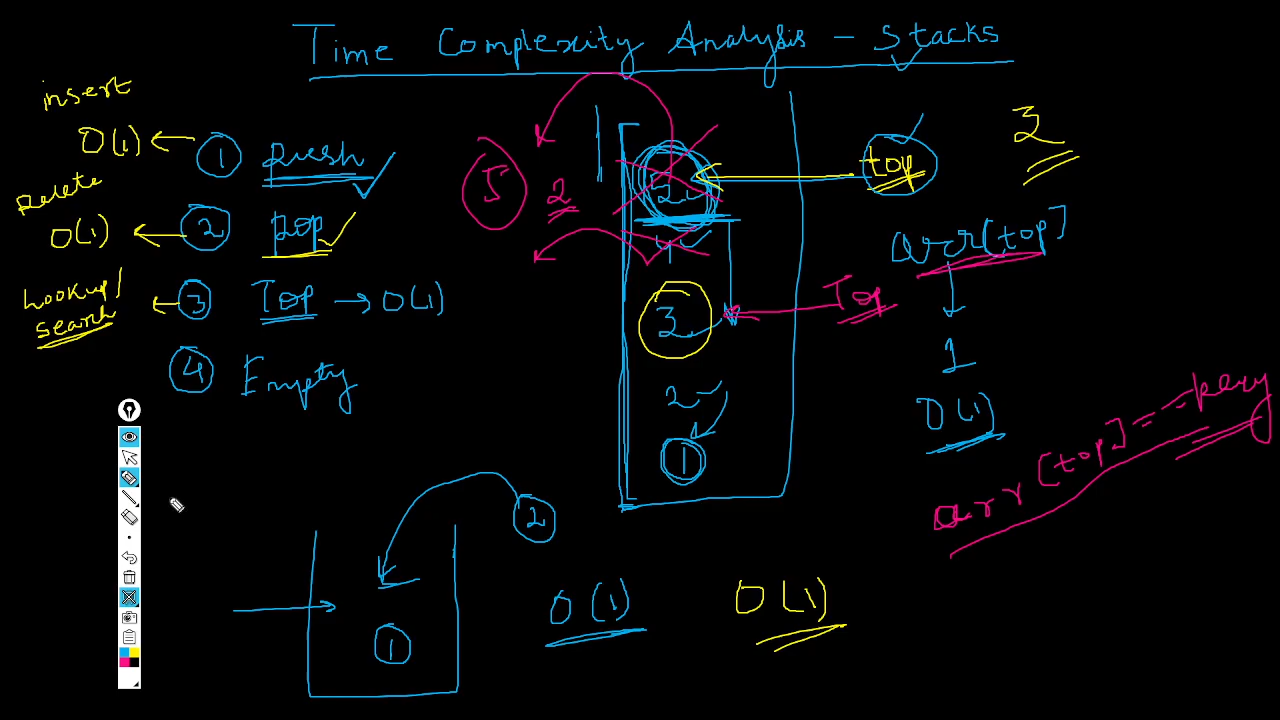 Time Complexity Analysis - Stacks
insert
O(1) ← ① push
Delete
O(1) ← ② pop
Lookup/
search ← ③ Top → O(1)
④ Empty
⑤ 2
4
3
2
①
top
3
arr[top]
Top
1
O(1)
arr[top] == key
②
①
O(1)
O(1)